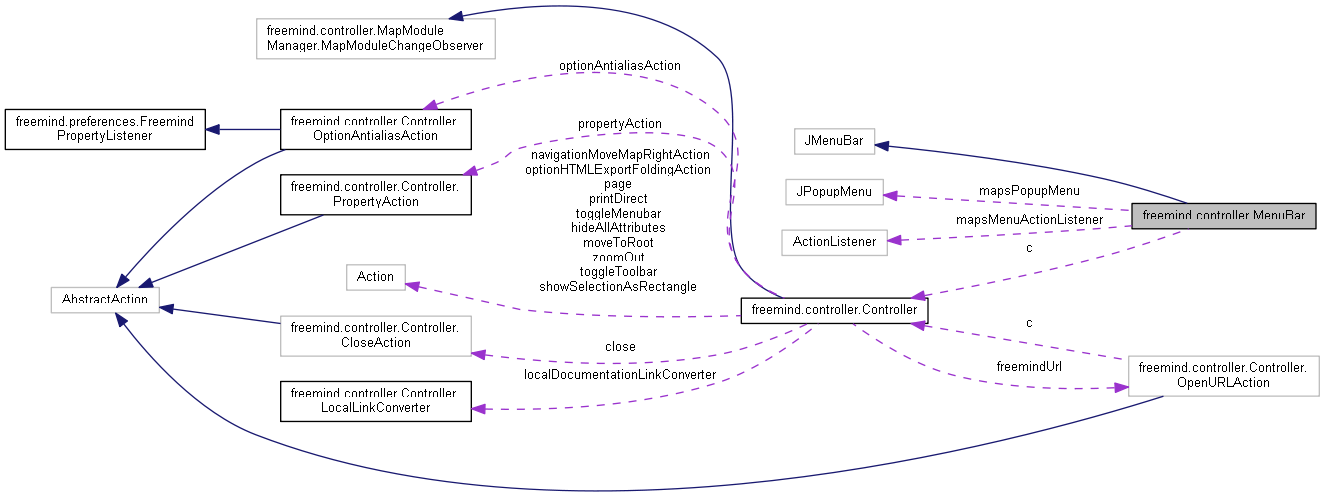 freemind.controller.MapModule
Manager.MapModuleChangeObserver
optionAntialiasAction
freemind.preferences.Freemind
PropertyListener
freemind.controller.Controller.
OptionAntialiasAction
propertyAction
JMenuBar
navigationMoveMapRightAction
optionHTMLExportFoldingAction
page
printDirect
toggleMenubar
hideAllAttributes
moveToRoot
zoomOut
toggleToolbar
showSelectionAsRectangle
freemind.controller.Controller.
PropertyAction
JPopupMenu
mapsPopupMenu
mapsMenuActionListener
freemind.controller.MenuBar
ActionListener
c
Action
AbstractAction
freemind.controller.Controller
freemind.controller.Controller.
CloseAction
close
c
freemindUrl
freemind.controller.Controller.
OpenURLAction
localDocumentationLinkConverter
freemind.controller.Controller.
LocalLinkConverter